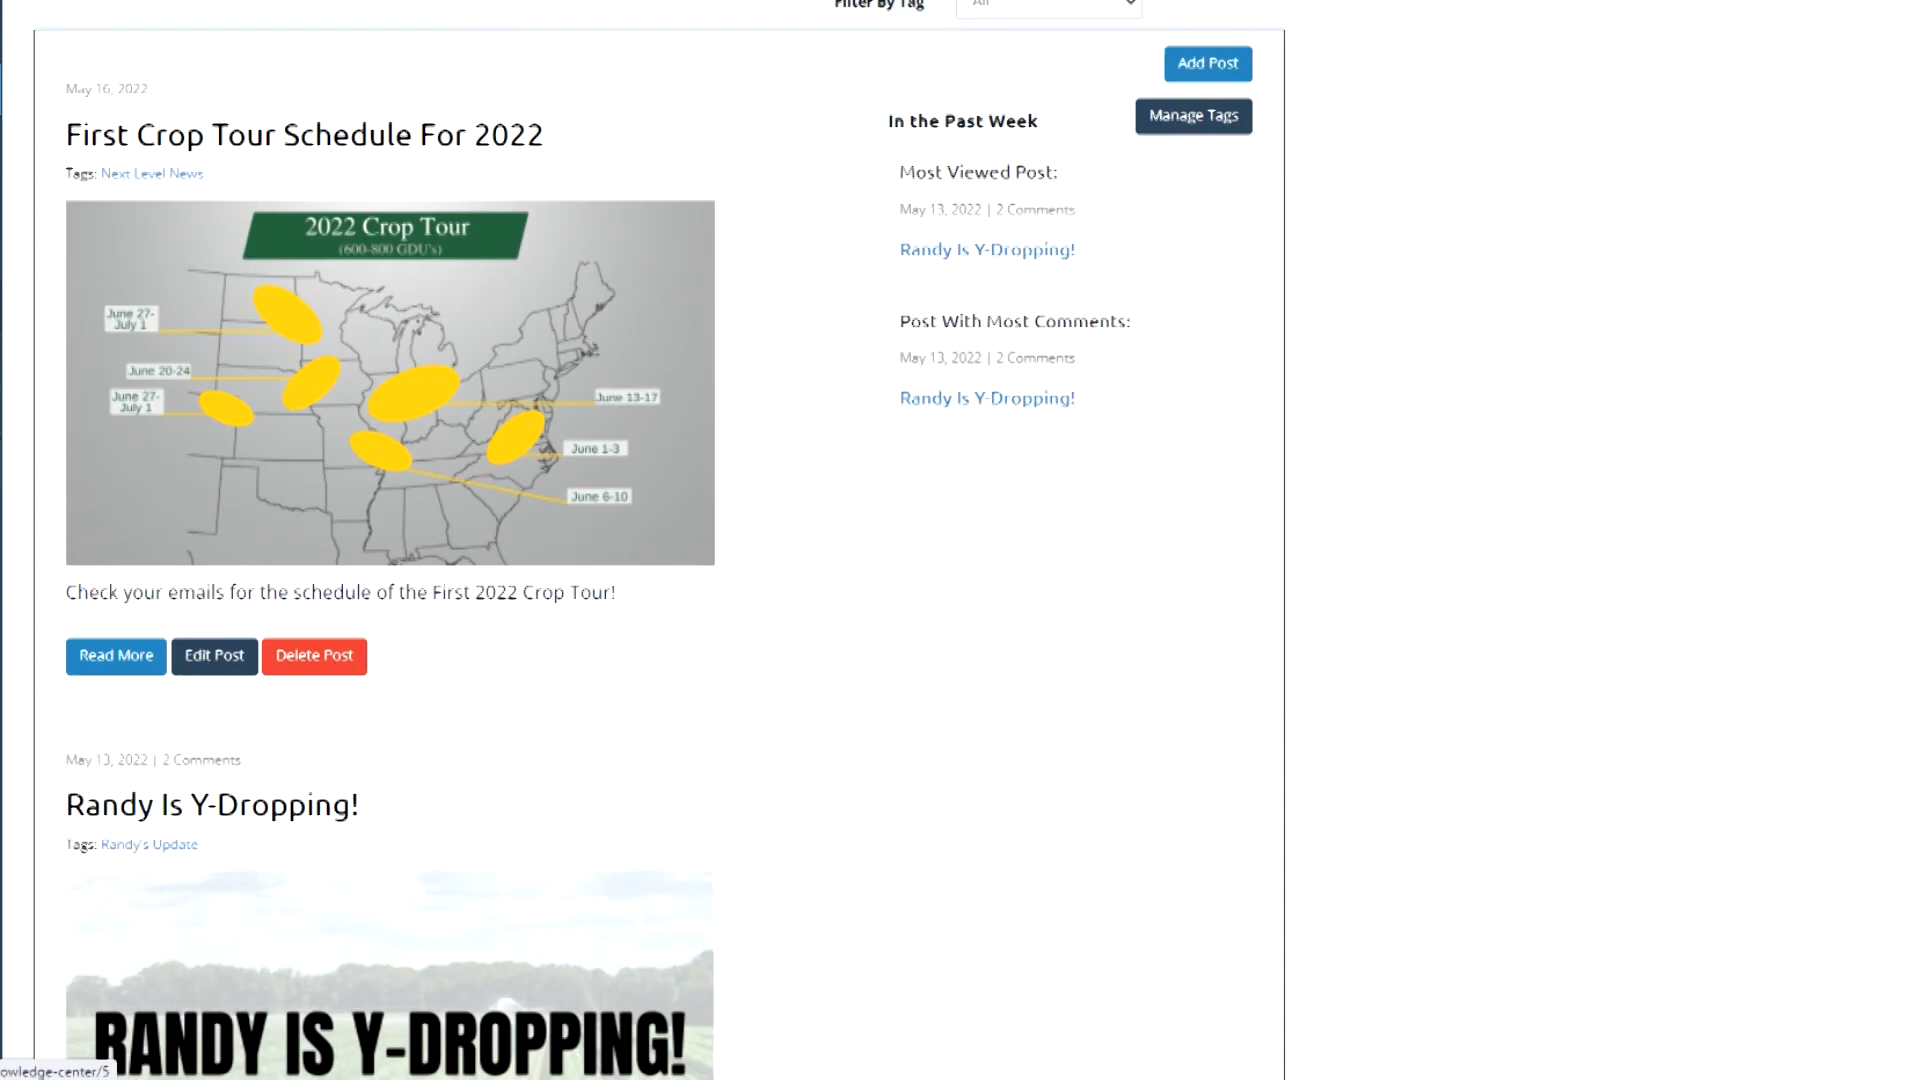 Filter By Tag
All
Add Post
Manage Tags
May 16, 2022
First Crop Tour Schedule For 2022
Tags: Next Level News
2022 Crop Tour
(600-800 GDU's)
June 27-
July 1
June 20-24
June 27-
July 1
June 13-17
June 1-3
June 6-10
Check your emails for the schedule of the First 2022 Crop Tour!
Read More
Edit Post
Delete Post
May 13, 2022 | 2 Comments
Randy Is Y-Dropping!
Tags: Randy's Update
RANDY IS Y-DROPPING!
In the Past Week
Most Viewed Post:
May 13, 2022 | 2 Comments
Randy Is Y-Dropping!
Post With Most Comments:
May 13, 2022 | 2 Comments
Randy Is Y-Dropping!
owledge-center/5